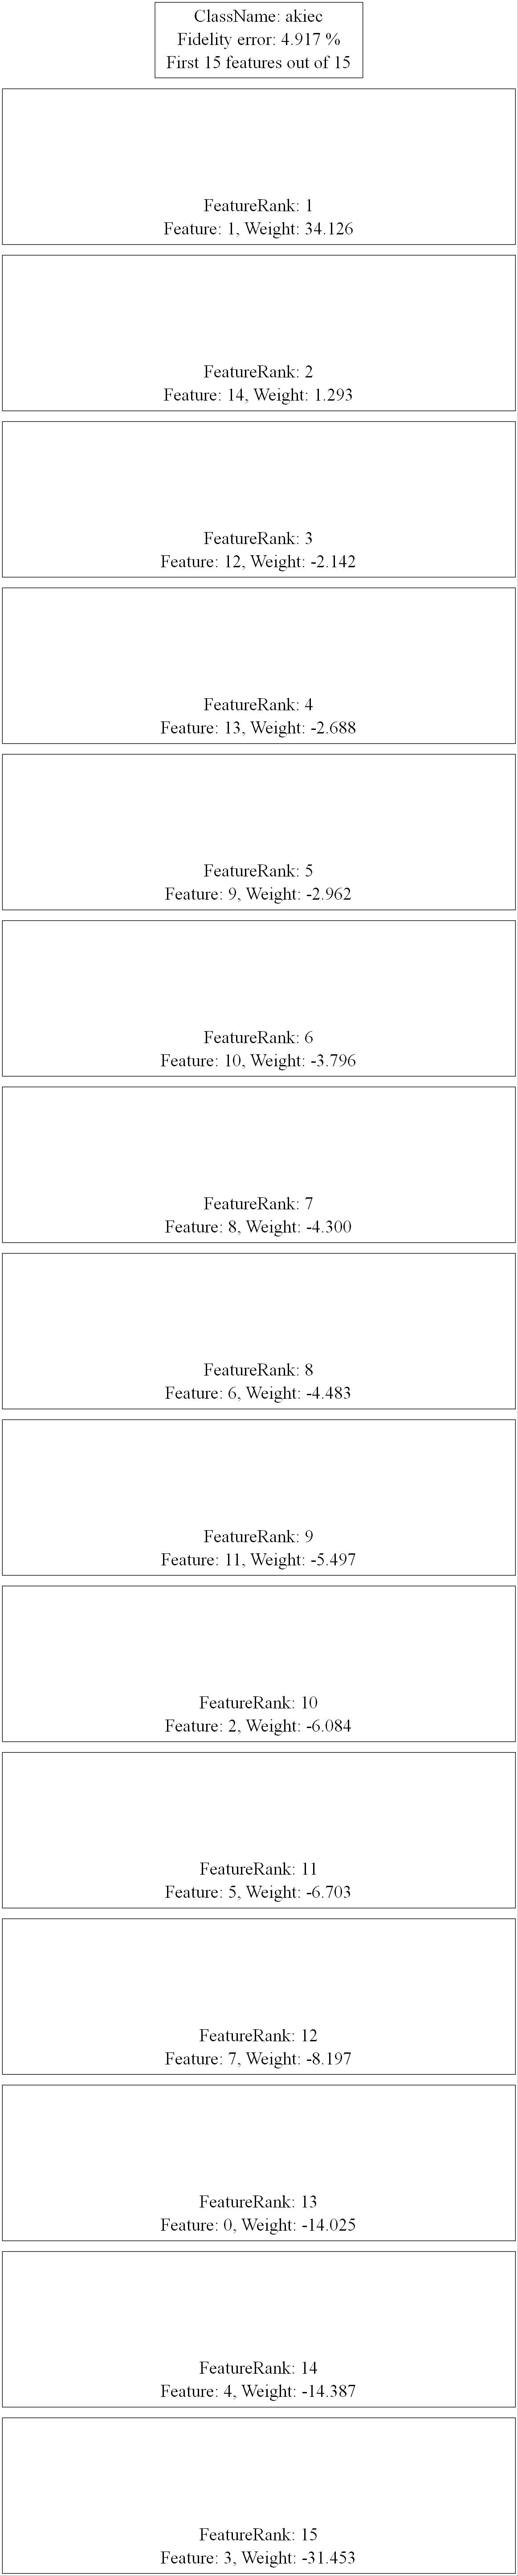 ClassName: akiec
Fidelity error: 4.917 %
First 15 features out of 15
FeatureRank: 1
Feature: 1, Weight: 34.126
FeatureRank: 2
Feature: 14, Weight: 1.293
FeatureRank: 3
Feature: 12, Weight: -2.142
FeatureRank: 4
Feature: 13, Weight: -2.688
FeatureRank: 5
Feature: 9, Weight: -2.962
FeatureRank: 6
Feature: 10, Weight: -3.796
FeatureRank: 7
Feature: 8, Weight: -4.300
FeatureRank: 8
Feature: 6, Weight: -4.483
FeatureRank: 9
Feature: 11, Weight: -5.497
FeatureRank: 10
Feature: 2, Weight: -6.084
FeatureRank: 11
Feature: 5, Weight: -6.703
FeatureRank: 12
Feature: 7, Weight: -8.197
FeatureRank: 13
Feature: 0, Weight: -14.025
FeatureRank: 14
Feature: 4, Weight: -14.387
FeatureRank: 15
Feature: 3, Weight: -31.453